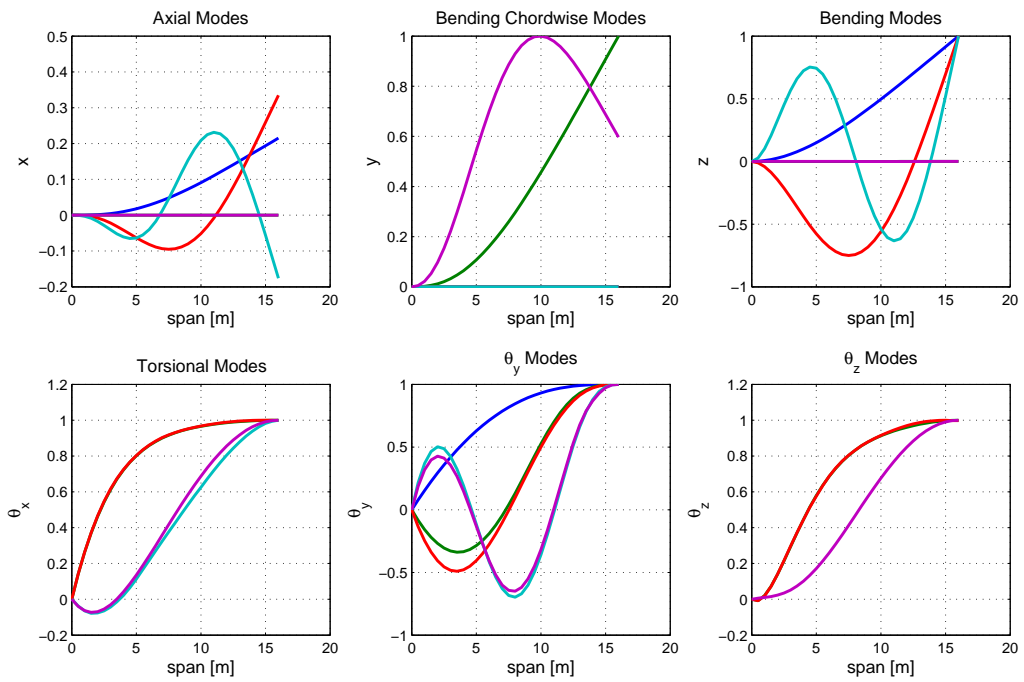 Axial Modes
0.5
0.4
0.3
0.2
0.1
0
−0.1
−0.2
x
0 5 10 15 20
span [m]
Bending Chordwise Modes
1
0.8
0.6
0.4
0.2
0
y
0 5 10 15 20
span [m]
Bending Modes
1
0.5
0
−0.5
−1
z
0 5 10 15 20
span [m]
Torsional Modes
1.2
1
0.8
0.6
0.4
0.2
0
−0.2
θx
0 5 10 15 20
span [m]
θy Modes
1
0.5
0
−0.5
−1
θy
0 5 10 15 20
span [m]
θz Modes
1.2
1
0.8
0.6
0.4
0.2
0
−0.2
θz
0 5 10 15 20
span [m]